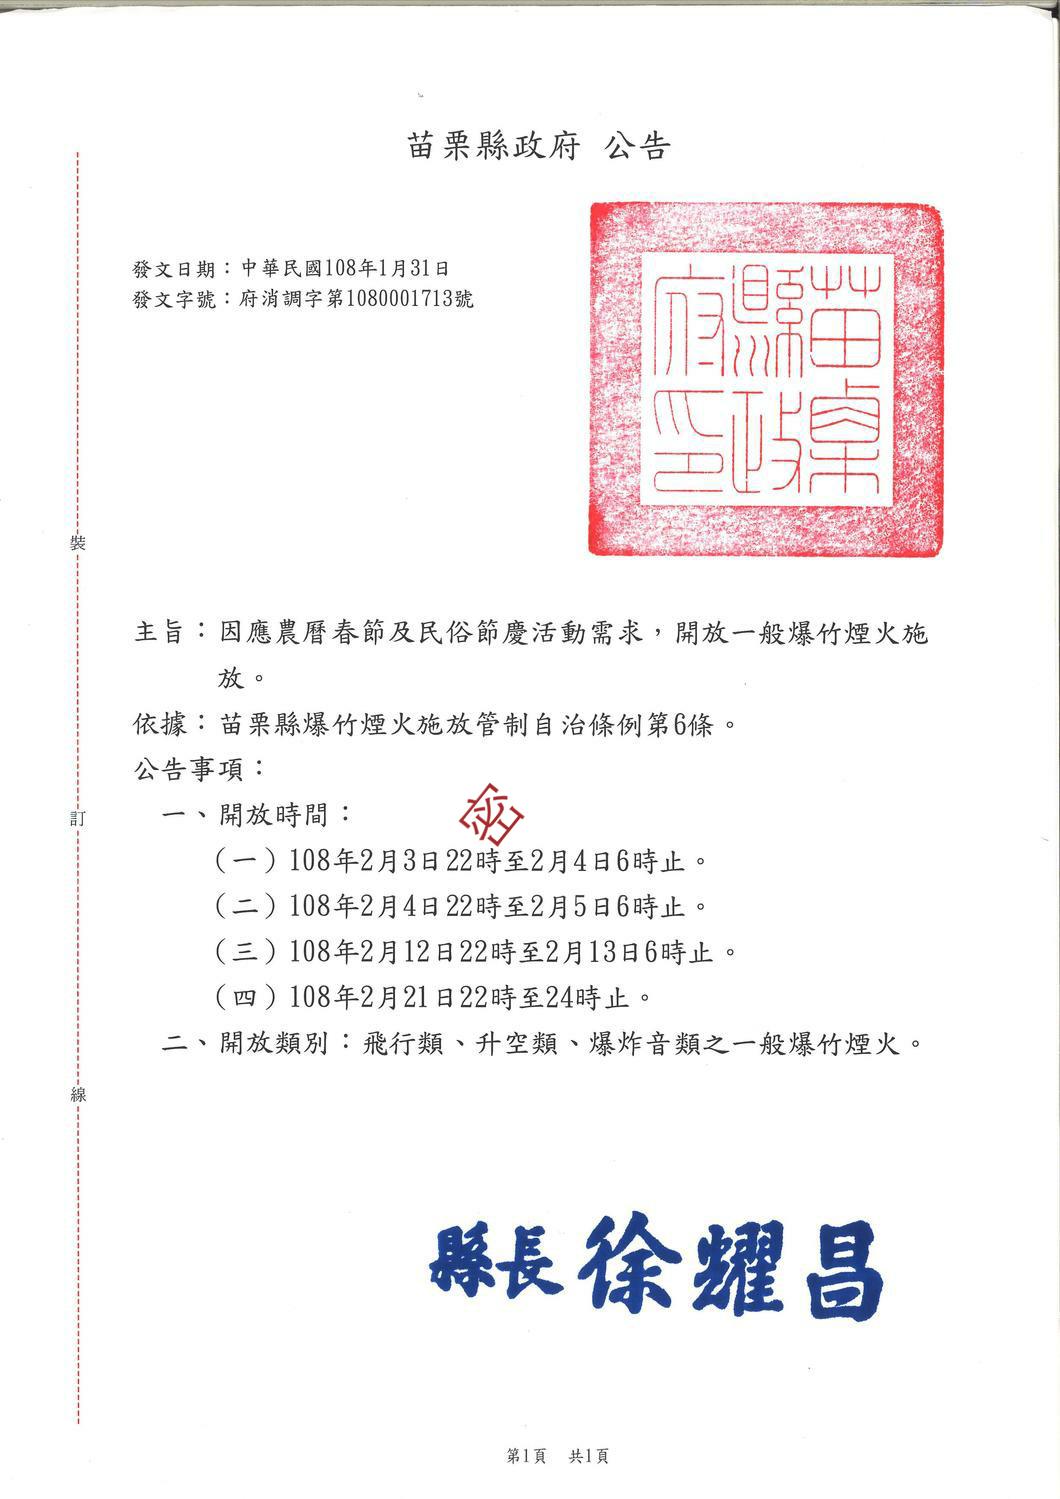 苗栗縣政府 公告
發文日期：中華民國108年1月31日
發文字號：府消調字第1080001713號
苗栗縣政府印
主旨：因應農曆春節及民俗節慶活動需求，開放一般爆竹煙火施
放。
依據：苗栗縣爆竹煙火施放管制自治條例第6條。
公告事項：
一、開放時間：
密
（一）108年2月3日22時至2月4日6時止。
（二）108年2月4日22時至2月5日6時止。
（三）108年2月12日22時至2月13日6時止。
（四）108年2月21日22時至24時止。
二、開放類別：飛行類、升空類、爆炸音類之一般爆竹煙火。
縣長徐耀昌
裝
訂
線
第1頁 共1頁